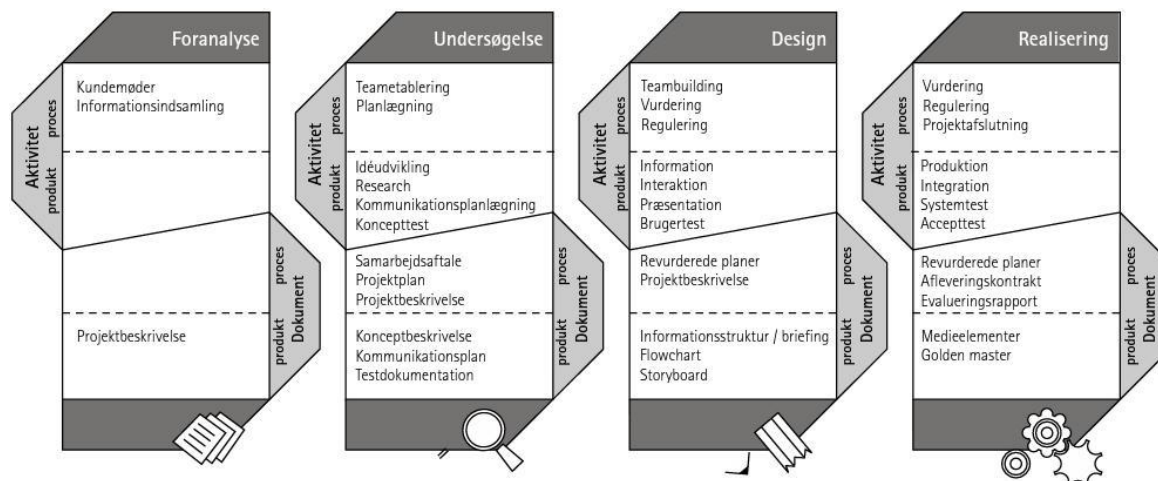 Foranalyse
Aktivitet
proces
produkt
Kundemøder
Informationsindsamling
Dokument
proces
produkt
Projektbeskrivelse
Undersøgelse
Aktivitet
proces
produkt
Teametablering
Planlægning
Idéudvikling
Research
Kommunikationsplanlægning
Koncepttest
Dokument
proces
produkt
Samarbejdsaftale
Projektplan
Projektbeskrivelse
Konceptbeskrivelse
Kommunikationsplan
Testdokumentation
Design
Aktivitet
proces
produkt
Teambuilding
Vurdering
Regulering
Information
Interaktion
Præsentation
Brugertest
Dokument
proces
produkt
Revurderede planer
Projektbeskrivelse
Informationsstruktur / briefing
Flowchart
Storyboard
Realisering
Aktivitet
proces
produkt
Vurdering
Regulering
Projektafslutning
Produktion
Integration
Systemtest
Accepttest
Dokument
proces
produkt
Revurderede planer
Afleveringskontrakt
Evalueringsrapport
Medieelementer
Golden master